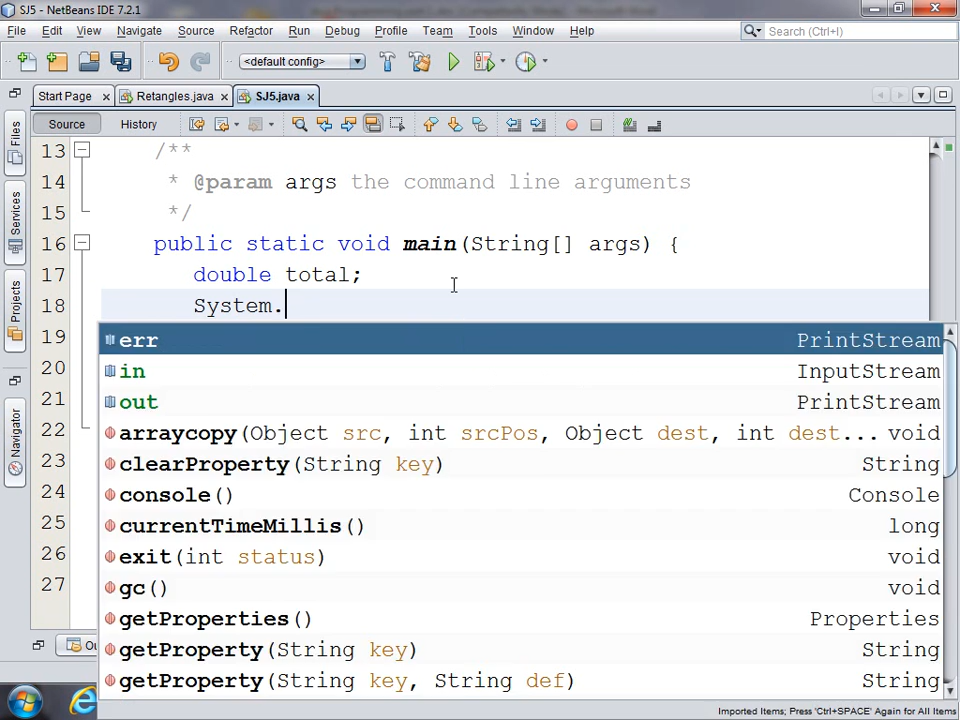 SJ5 - NetBeans IDE 7.2.1
File Edit View Navigate Source Refactor Run Debug Profile Team Tools Window Help
Search (Ctrl+I)
<default config>
Start Page Retangles.java SJ5.java
Source History
Files
Services
Projects
Navigator
13 /**
14 * @param args the command line arguments
15 */
16 public static void main(String[] args) {
17 double total;
18 System.
19
20
21
22
23
24
25
26
27
err PrintStream
in InputStream
out PrintStream
arraycopy(Object src, int srcPos, Object dest, int dest... void
clearProperty(String key) String
console() Console
currentTimeMillis() long
exit(int status) void
gc() void
getProperties() Properties
getProperty(String key) String
getProperty(String key, String def) String
Imported Items; Press 'Ctrl+SPACE' Again for All Items